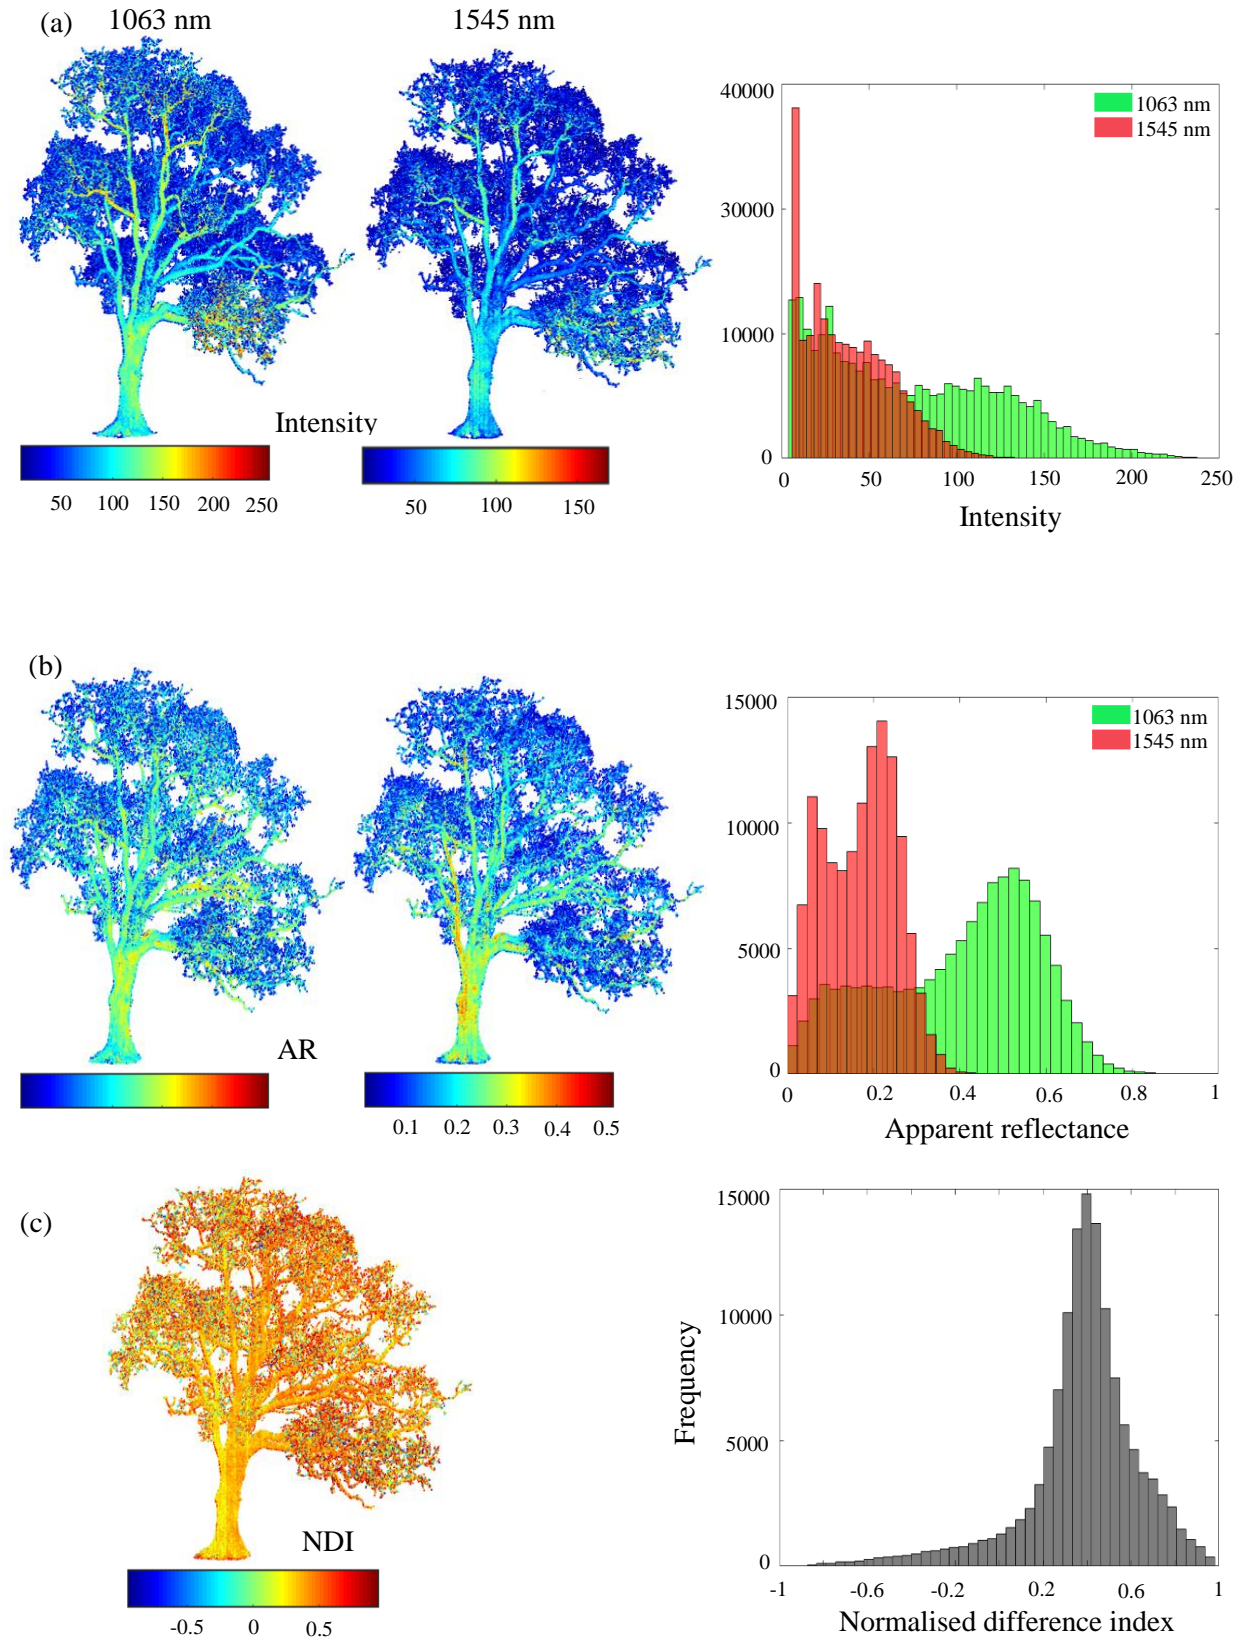 (a)
1063 nm
1545 nm
Intensity
50 100 150 200 250
50 100 150
40000
30000
10000
0
1063 nm
1545 nm
0 50 100 150 200 250
Intensity
(b)
AR
0.1 0.2 0.3 0.4 0.5
15000
10000
5000
0
1063 nm
1545 nm
0 0.2 0.4 0.6 0.8 1
Apparent reflectance
(c)
NDI
-0.5 0 0.5
Frequency
15000
10000
5000
0
-1 -0.6 -0.2 0.2 0.6 1
Normalised difference index